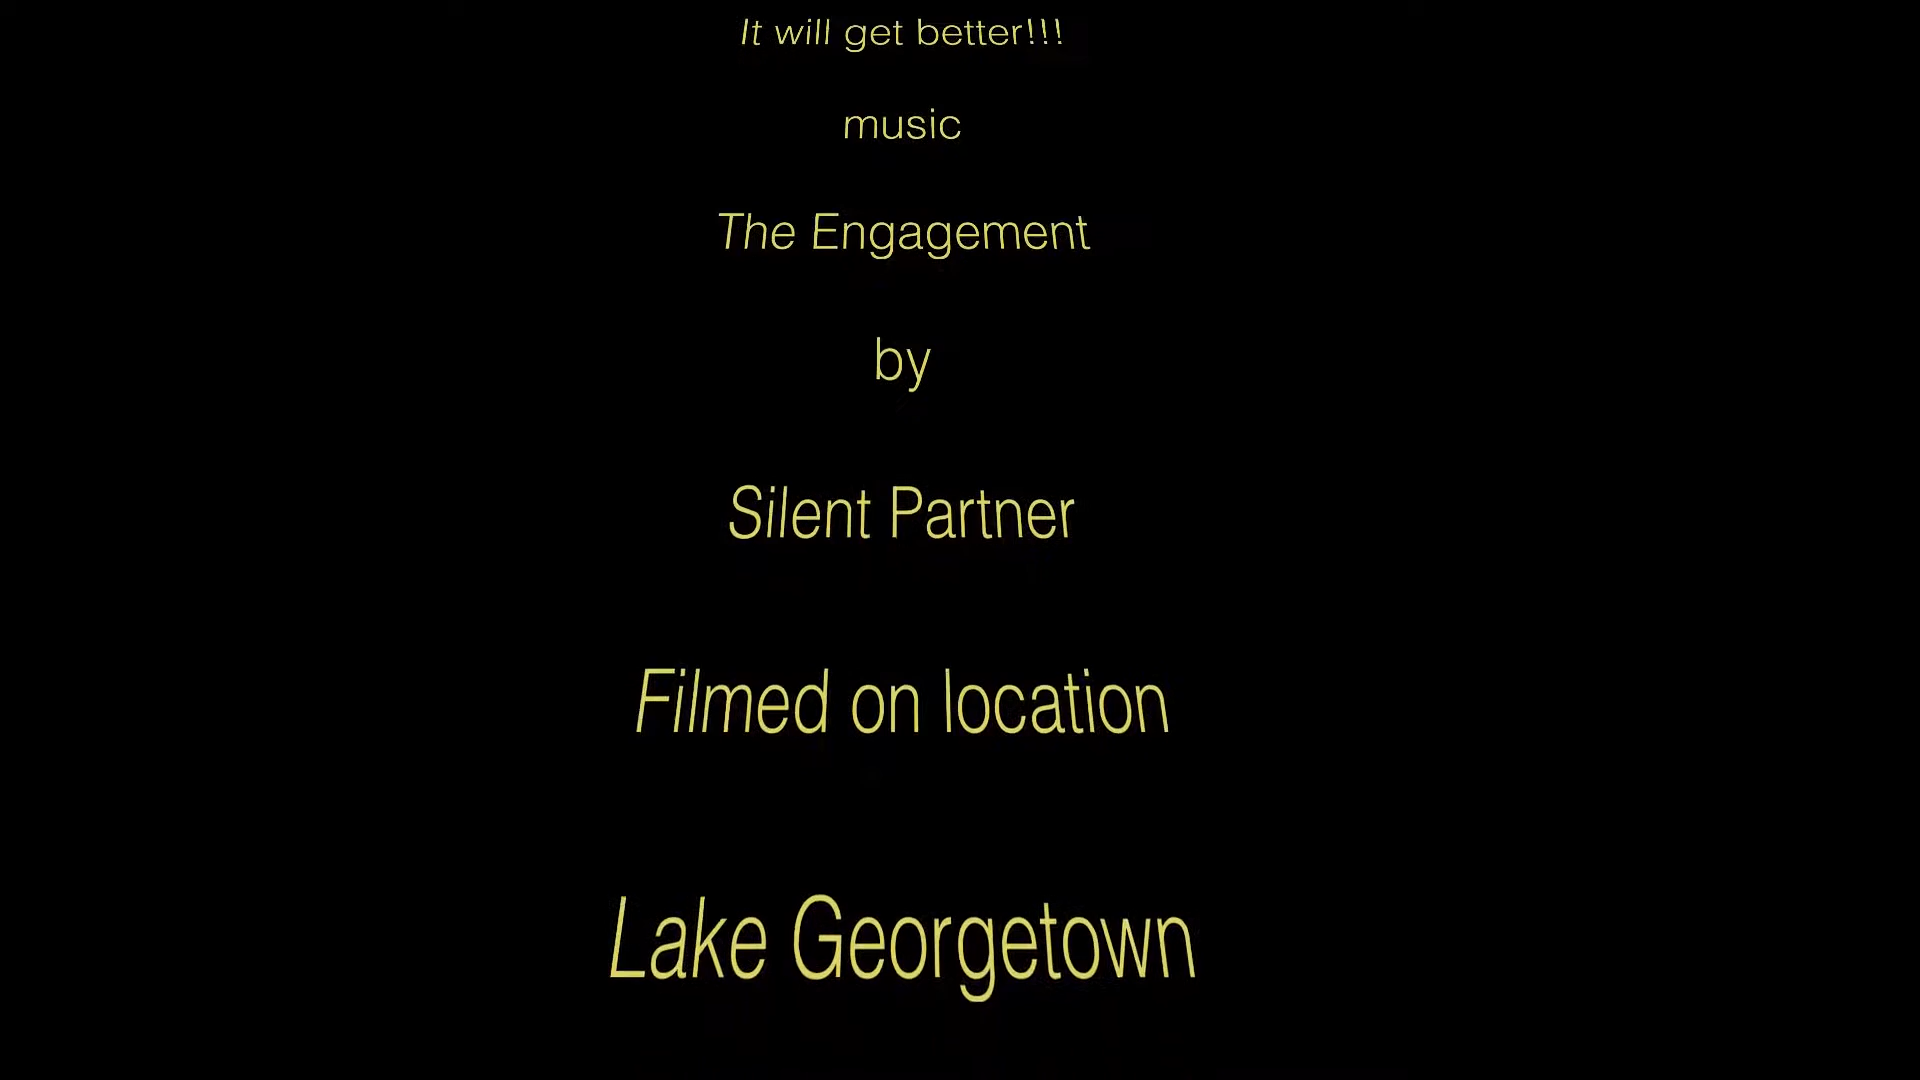 It will get better!!!
music
The Engagement
by
Silent Partner
Filmed on location
Lake Georgetown